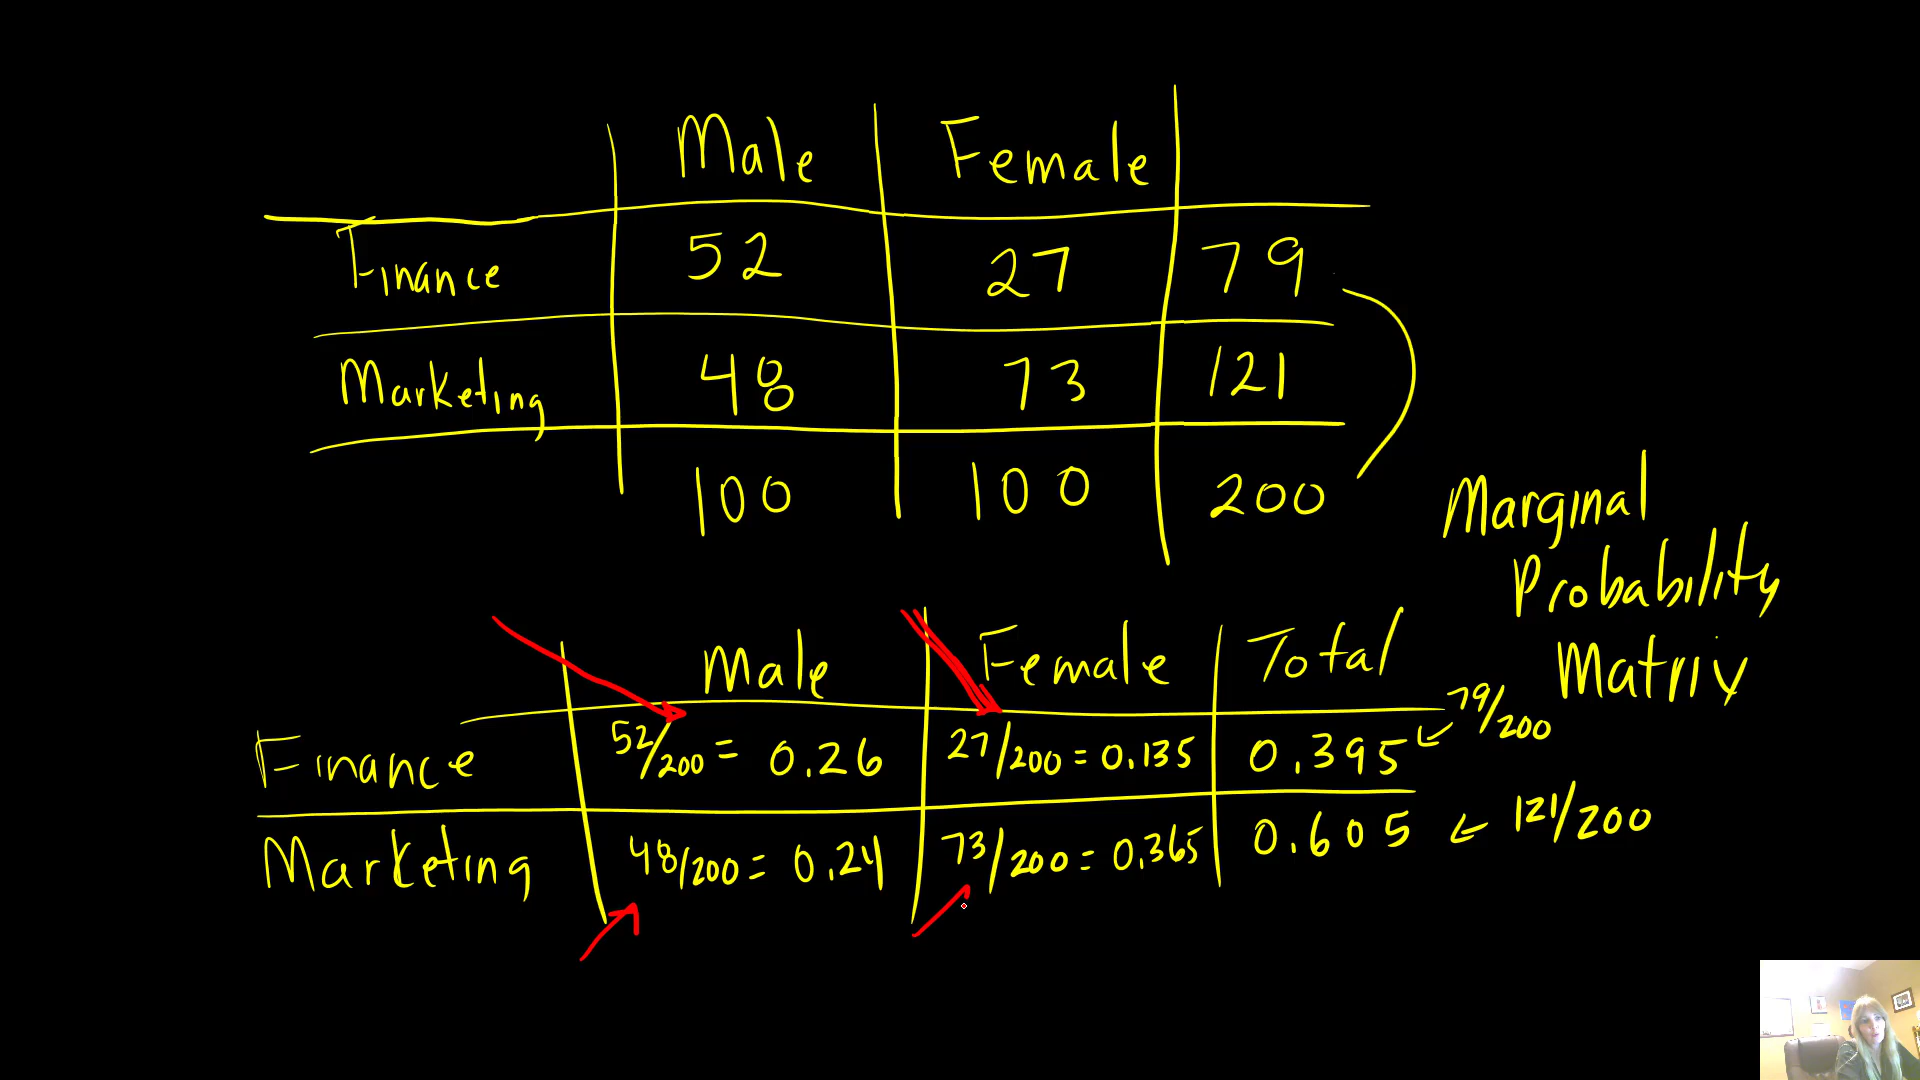 Male Female
Finance 52 27 79
Marketing 48 73 121
100 100 200
Marginal
Probability
Matrix
Male Female Total
Finance 52/200 = 0.26 27/200 = 0.135 0.395 79/200
Marketing 48/200 = 0.24 73/200 = 0.365 0.605 121/200